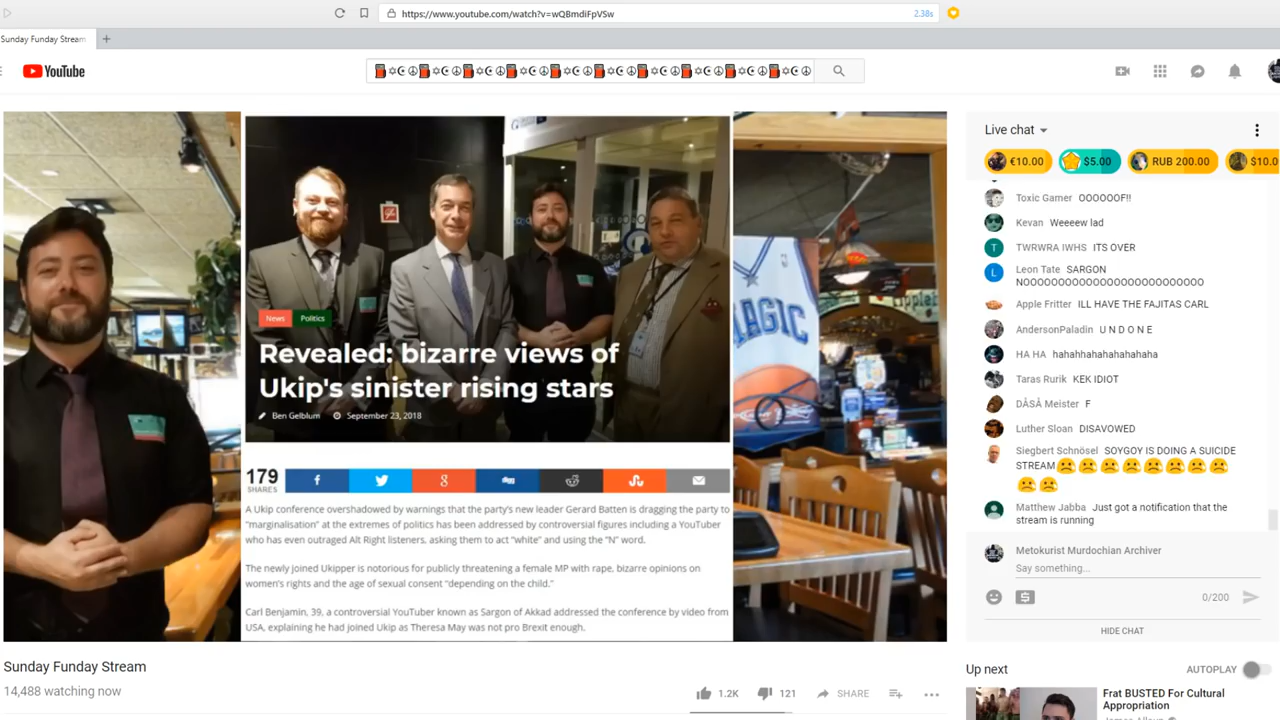 https://www.youtube.com/watch?v=wQBmdiFpVSw
2.38s
Sunday Funday Stream
YouTube
News
Politics
Revealed: bizarre views of
Ukip's sinister rising stars
Ben Gelblum
September 23, 2018
179
SHARES
A Ukip conference overshadowed by warnings that the party's new leader Gerard Batten is dragging the party to
"marginalisation" at the extremes of politics has been addressed by controversial figures including a YouTuber
who has even outraged Alt Right listeners, asking them to act "white" and using the "N" word.
The newly joined Ukipper is notorious for publicly threatening a female MP with rape, bizarre opinions on
women's rights and the age of sexual consent "depending on the child."
Carl Benjamin, 39, a controversial YouTuber known as Sargon of Akkad addressed the conference by video from
USA, explaining he had joined Ukip as Theresa May was not pro Brexit enough.
MAGIC
Sunday Funday Stream
14,488 watching now
1.2K
121
SHARE
Live chat
€10.00
$5.00
RUB 200.00
$10.0
Toxic Gamer OOOOOOF!!
Kevan Weeeew lad
TWRWRA IWHS ITS OVER
Leon Tate SARGON
NOOOOOOOOOOOOOOOOOOOOOOOOOO
Apple Fritter ILL HAVE THE FAJITAS CARL
AndersonPaladin U N D O N E
HA HA hahahhahahahahahaha
Taras Rurik KEK IDIOT
DÅSÅ Meister F
Luther Sloan DISAVOWED
Siegbert Schnösel SOYGOY IS DOING A SUICIDE
STREAM
Matthew Jabba Just got a notification that the
stream is running
Metokurist Murdochian Archiver
Say something...
0/200
HIDE CHAT
Up next
AUTOPLAY
Frat BUSTED For Cultural
Appropriation